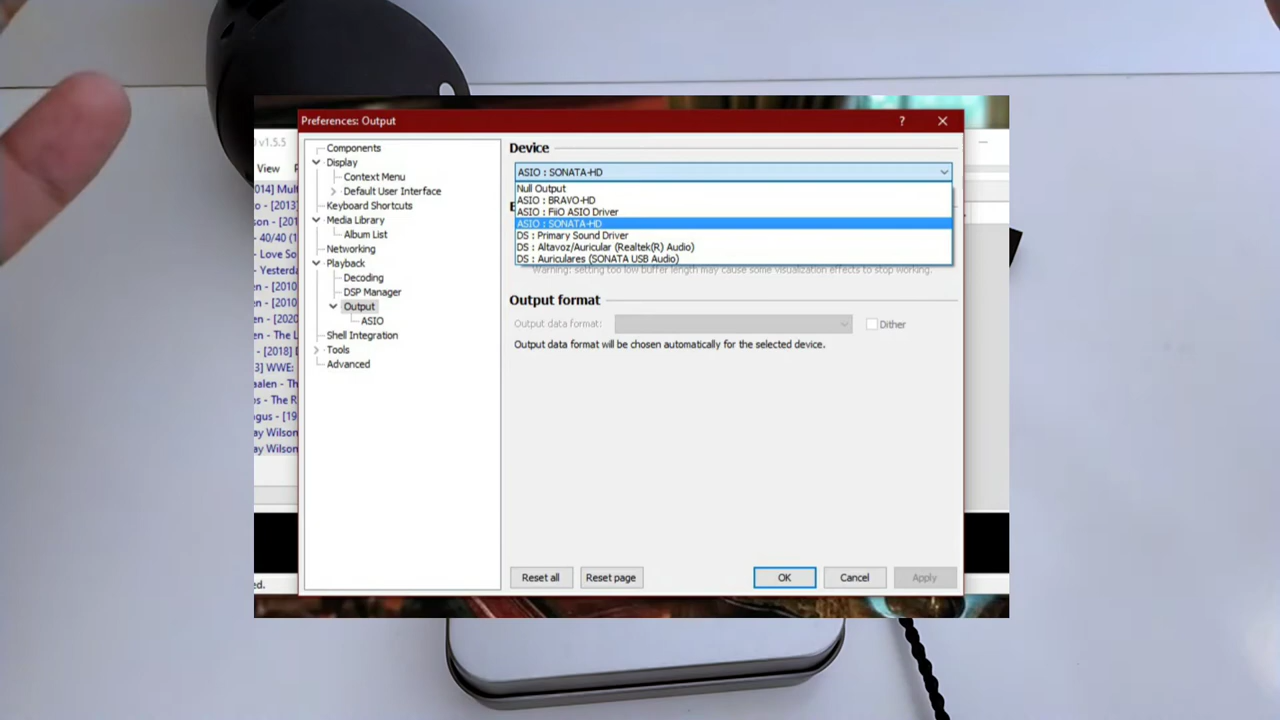 Preferences: Output
?
v1.5.5
View
2014] Mult
o - [2013]
son - [201
- 40/40 (1
- Love So
- Yesterda
en - [2010
n - [2010]
en - [2020
en - The L
- [2018] I
3] WWE:
aalen - Th
os - The R
gus - [19
ay Wilson
ay Wilson
ed.
Components
Display
Context Menu
Default User Interface
Keyboard Shortcuts
Media Library
Album List
Networking
Playback
Decoding
DSP Manager
Output
ASIO
Shell Integration
Tools
Advanced
Device
ASIO : SONATA-HD
Null Output
ASIO : BRAVO-HD
ASIO : FiiO ASIO Driver
ASIO : SONATA-HD
DS : Primary Sound Driver
DS : Altavoz/Auricular (Realtek(R) Audio)
DS : Auriculares (SONATA USB Audio)
Warning: setting too low buffer length may cause some visualization effects to stop working.
Output format
Output data format:
Dither
Output data format will be chosen automatically for the selected device.
Reset all
Reset page
OK
Cancel
Apply